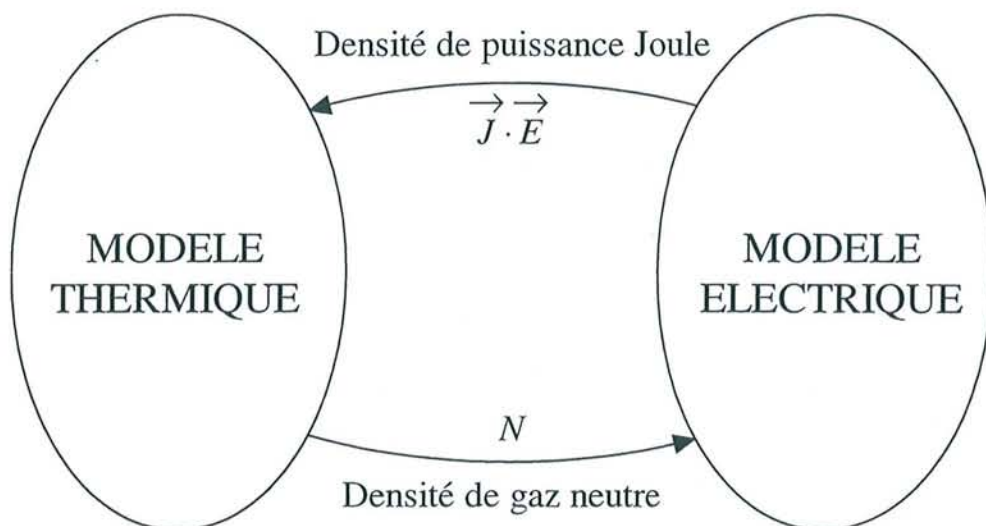 Densité de puissance Joule
J · E
MODELE
THERMIQUE
MODELE
ELECTRIQUE
N
Densité de gaz neutre